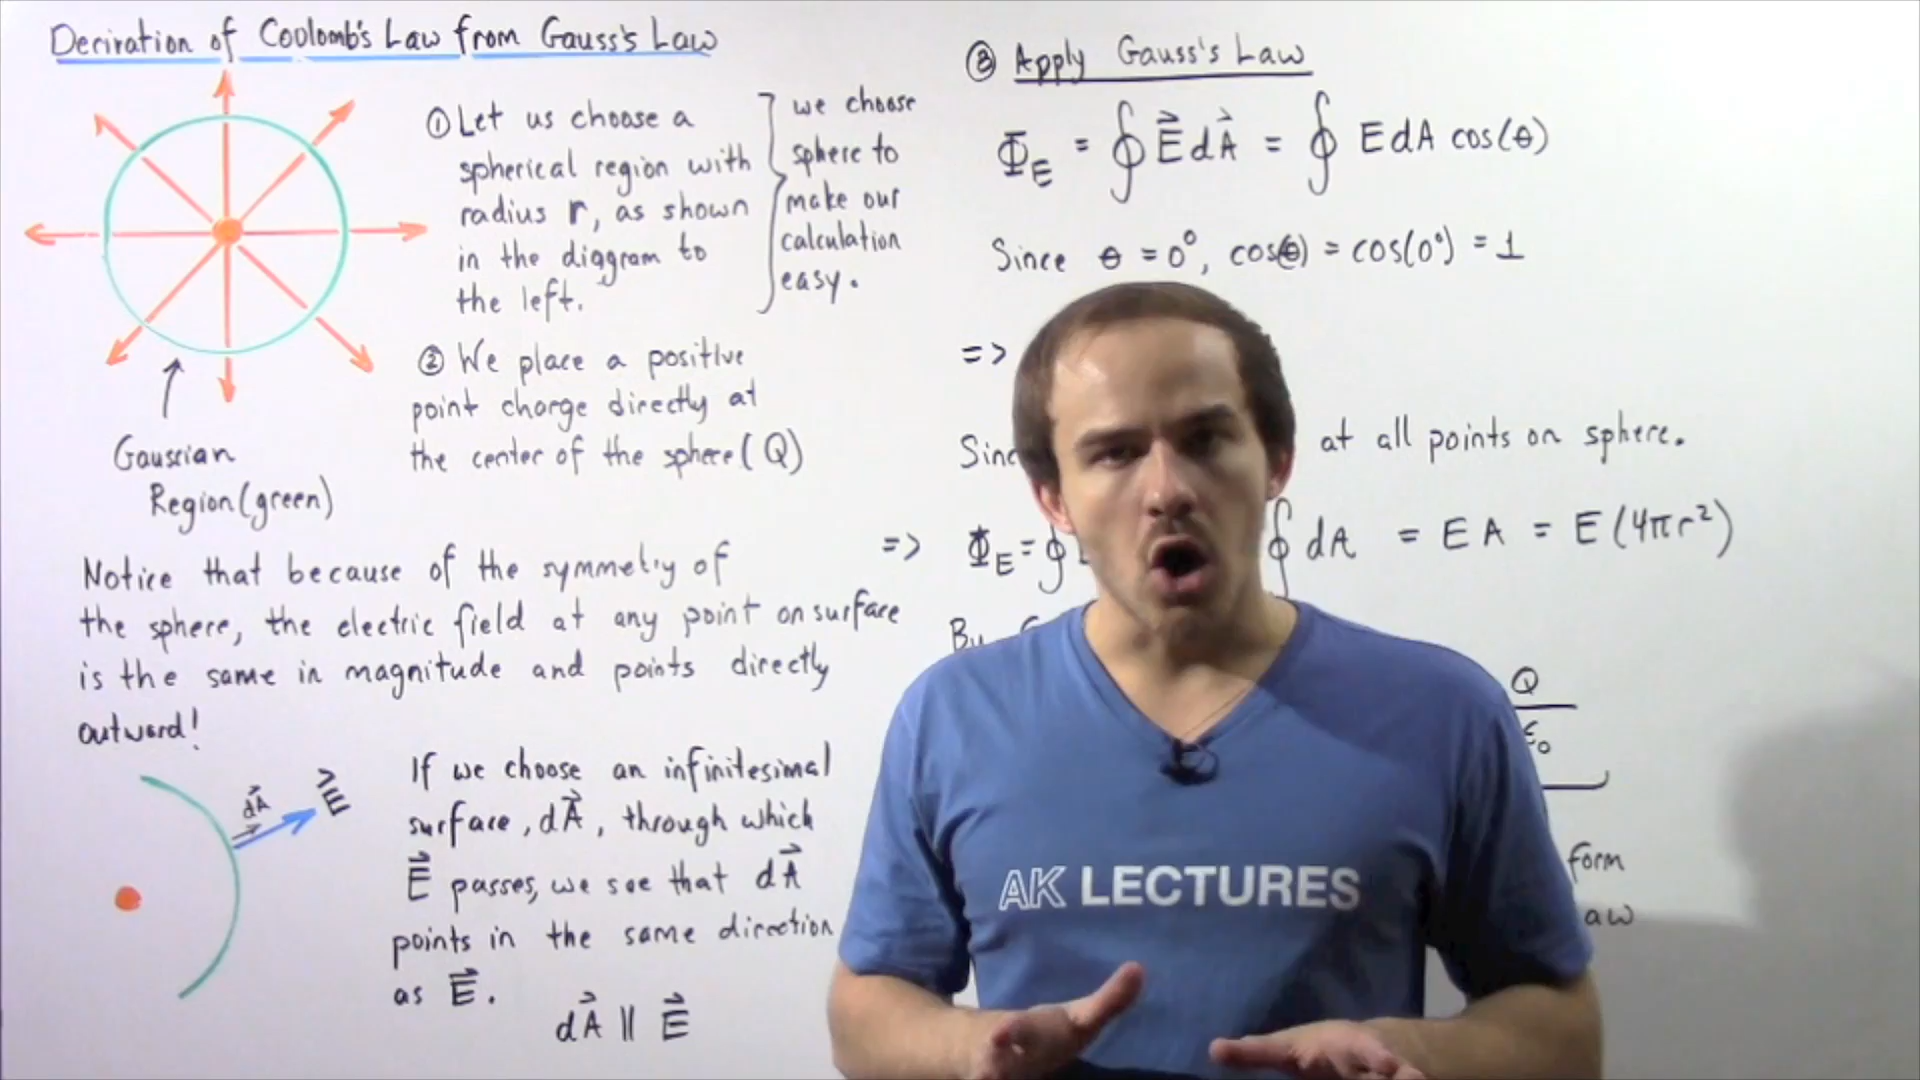 Derivation of Coulomb's Law from Gauss's Law
① Let us choose a
spherical region with
radius r, as shown
in the diagram to
the left.
we choose
sphere to
make our
calculation
easy.
② We place a positive
point charge directly at
the center of the sphere (Q)
Gaussian
Region (green)
Notice that because of the symmetry of
the sphere, the electric field at any point on surface
is the same in magnitude and points directly
outward!
dA⃗ E⃗
If we choose an infinitesimal
surface, dA⃗, through which
E⃗ passes, we see that dA⃗
points in the same direction
as E⃗.
dA⃗ || E⃗
③ Apply Gauss's Law
Φ_E = ∮ E⃗ dA⃗ = ∮ E dA cos(θ)
Since θ = 0°, cos(θ) = cos(0°) = 1
=>
at all points on sphere.
=> Φ_E = ∮ ∮ dA = E A = E (4πr²)
By
Q
ε₀
form
AK LECTURES